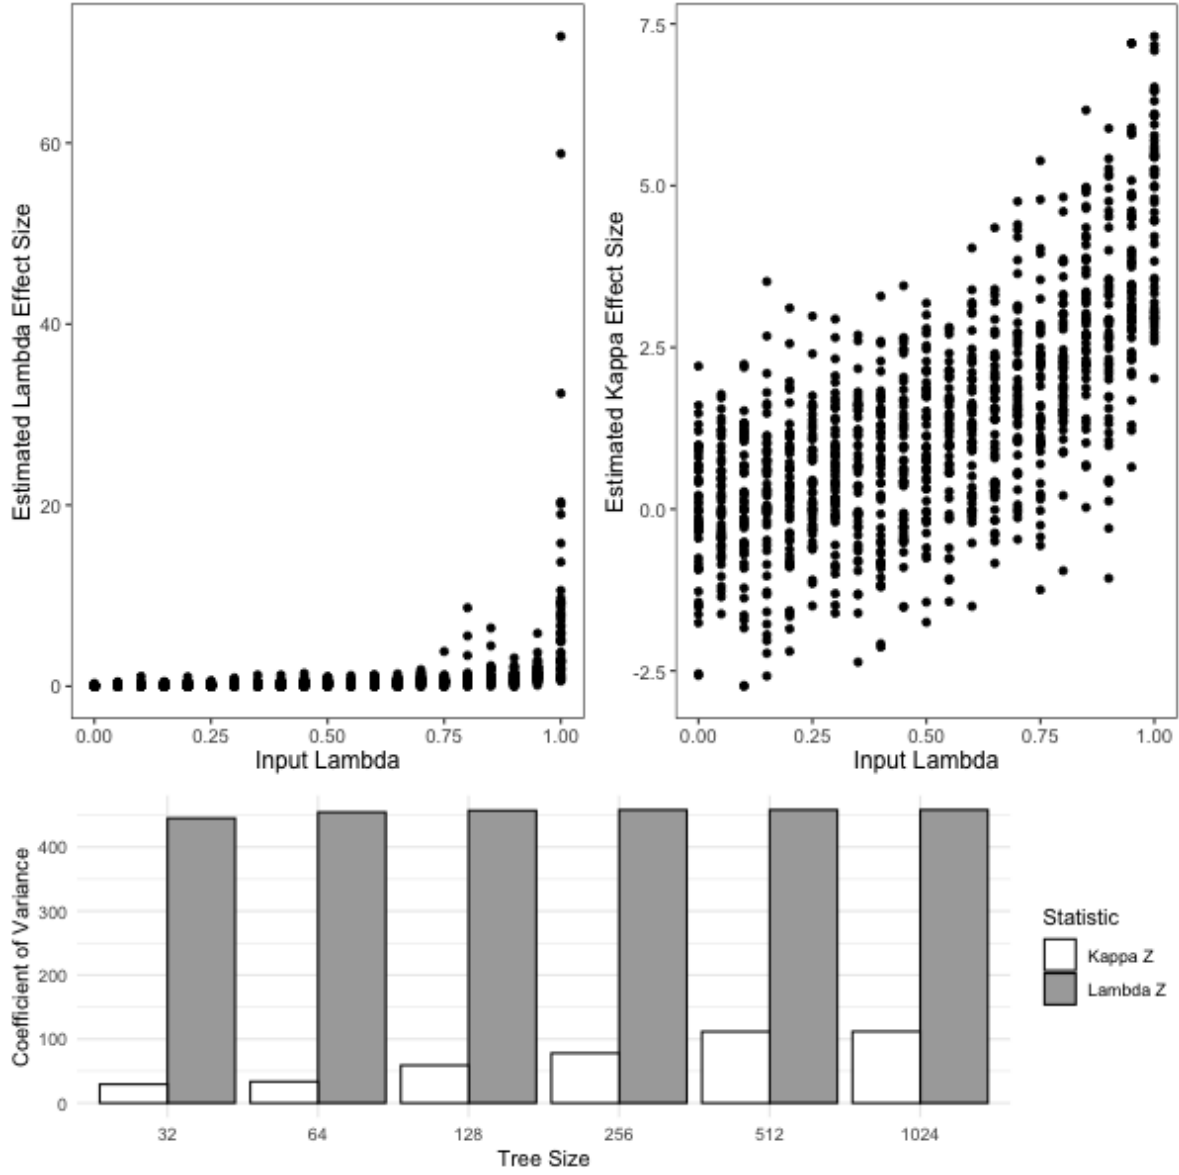 Estimated Lambda Effect Size
60
40
20
0
0.00 0.25 0.50 0.75 1.00
Input Lambda
Estimated Kappa Effect Size
7.5
5.0
2.5
0.0
-2.5
0.00 0.25 0.50 0.75 1.00
Input Lambda
Coefficient of Variance
400
300
200
100
0
32 64 128 256 512 1024
Tree Size
Statistic
Kappa Z
Lambda Z